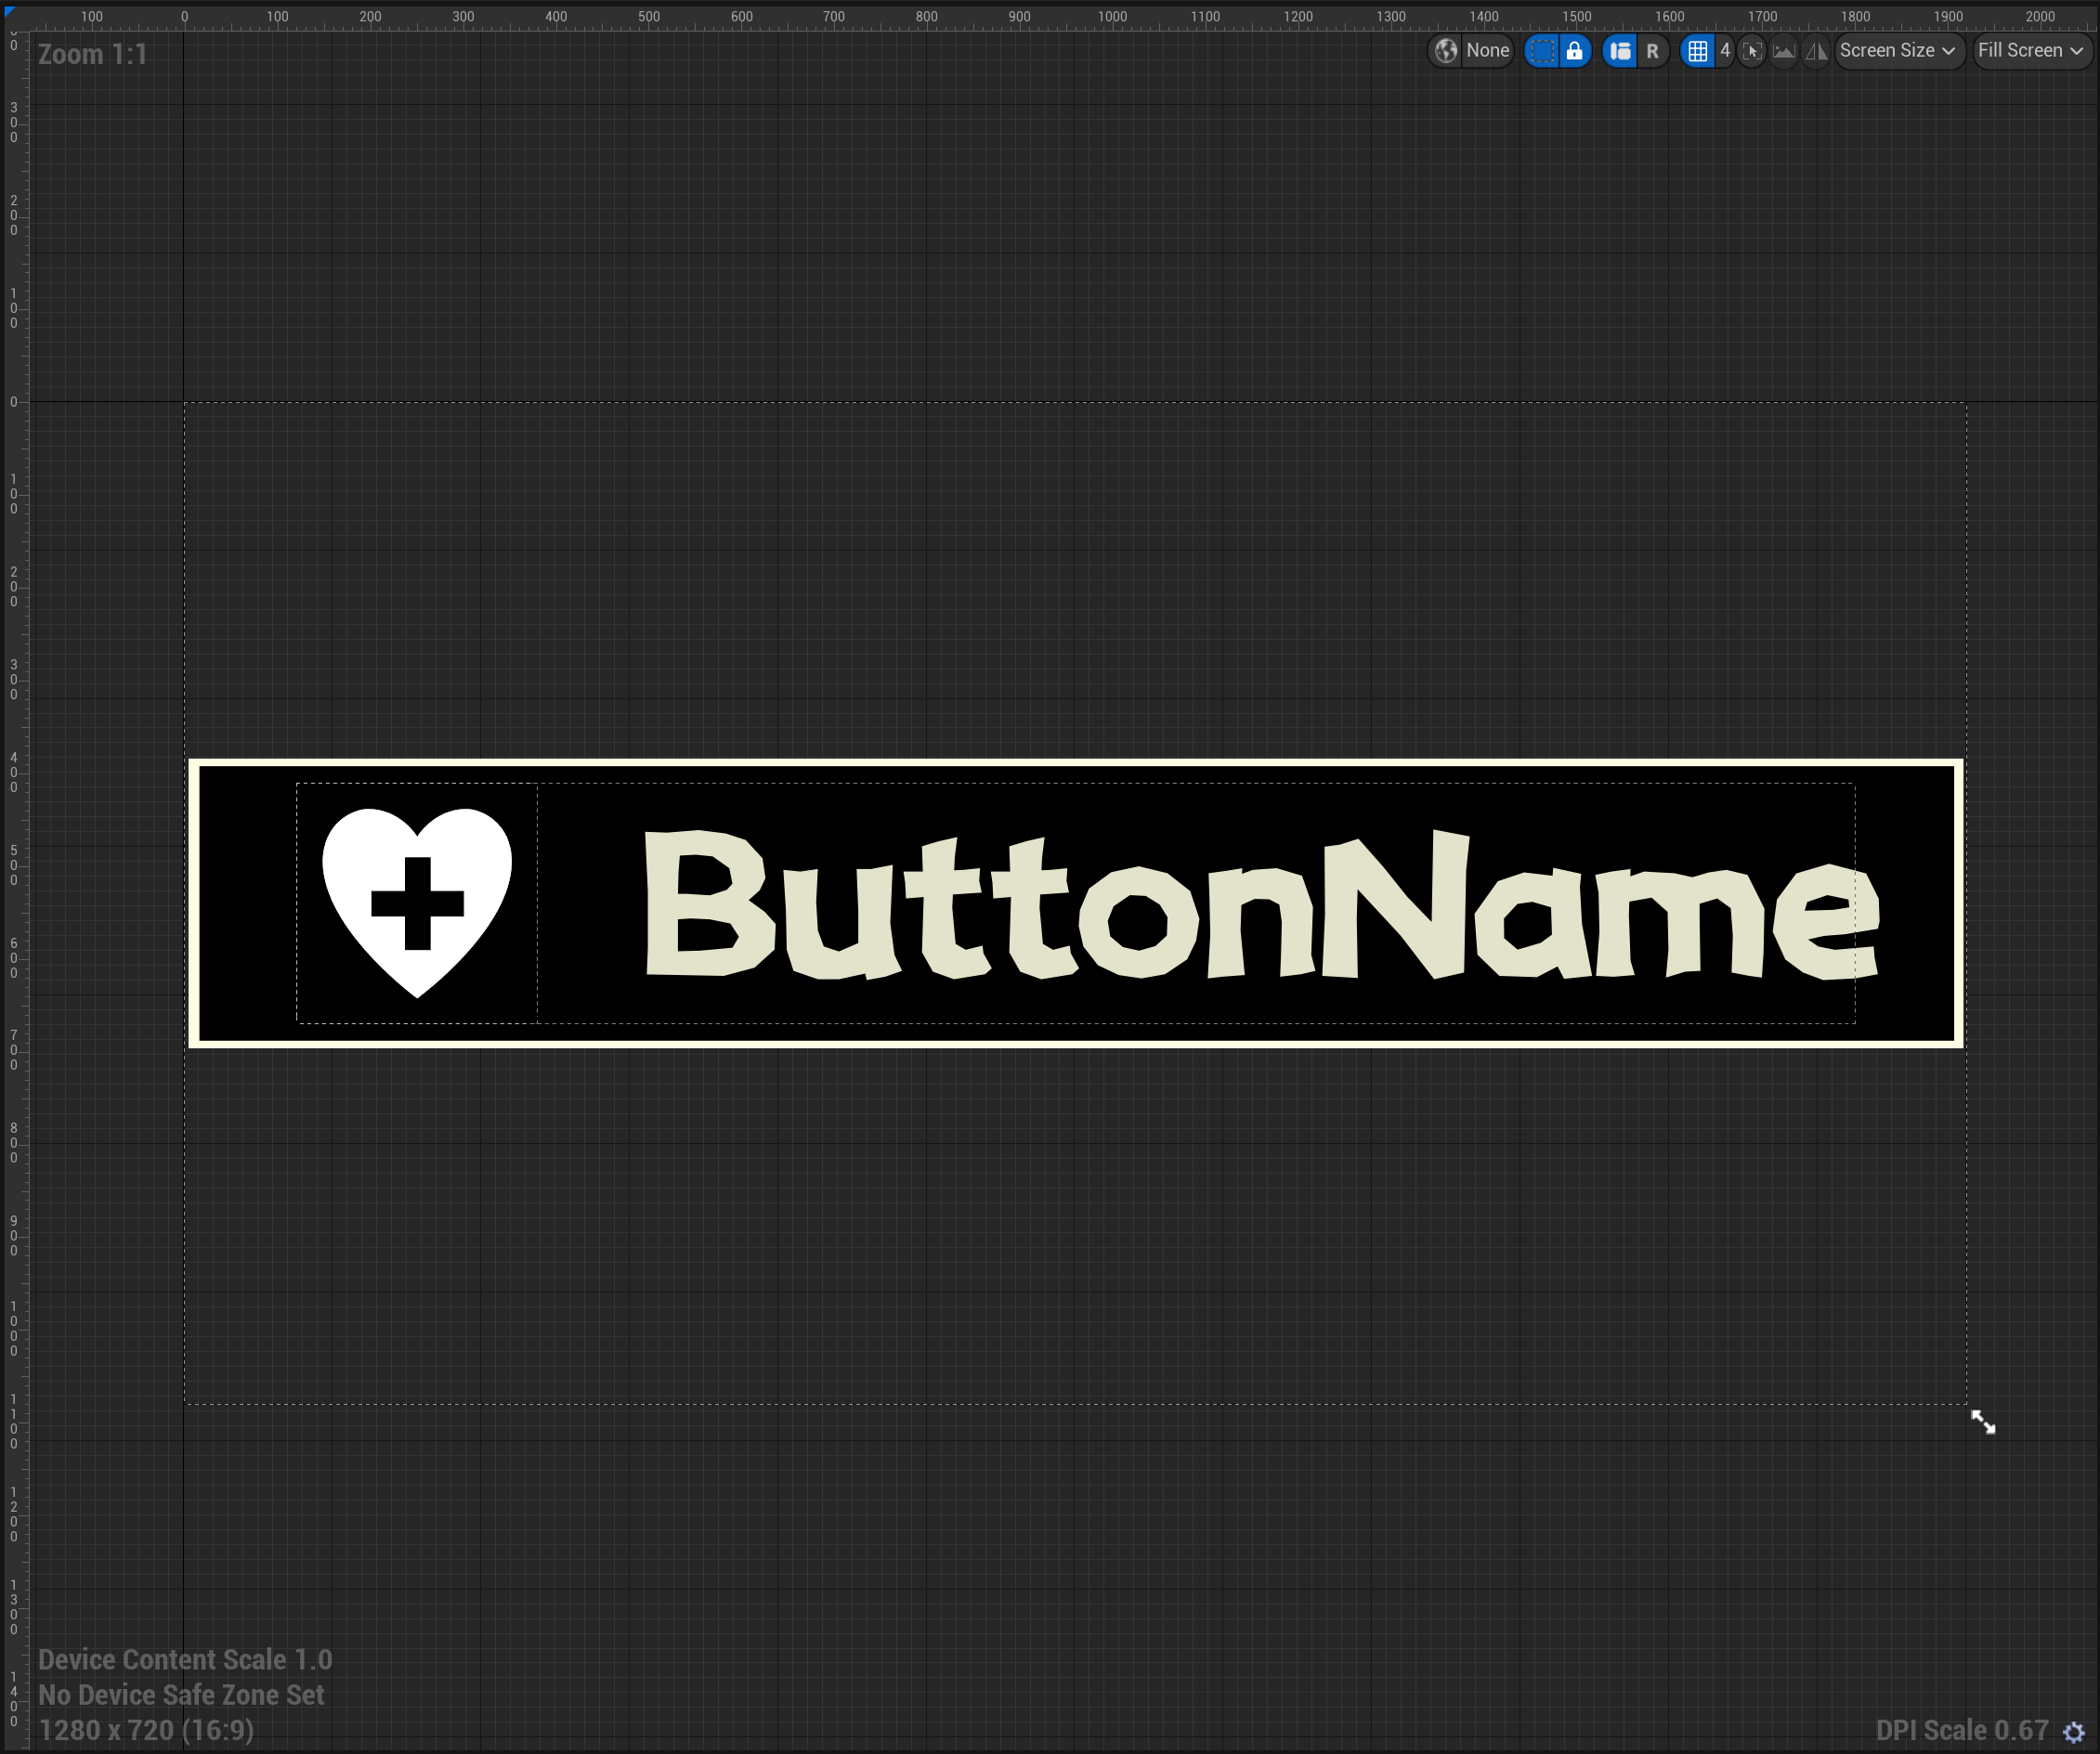 100 0 100 200 300 400 500 600 700 800 900 1000 1100 1200 1300 1400 1500 1600 1700 1800 1900 2000
Zoom 1:1
None R 4 Screen Size Fill Screen
0
300
200
100
0
100
200
300
400
500
600
700
800
900
1000
1100
1200
1300
1400
ButtonName
Device Content Scale 1.0
No Device Safe Zone Set
1280 x 720 (16:9)
DPI Scale 0.67